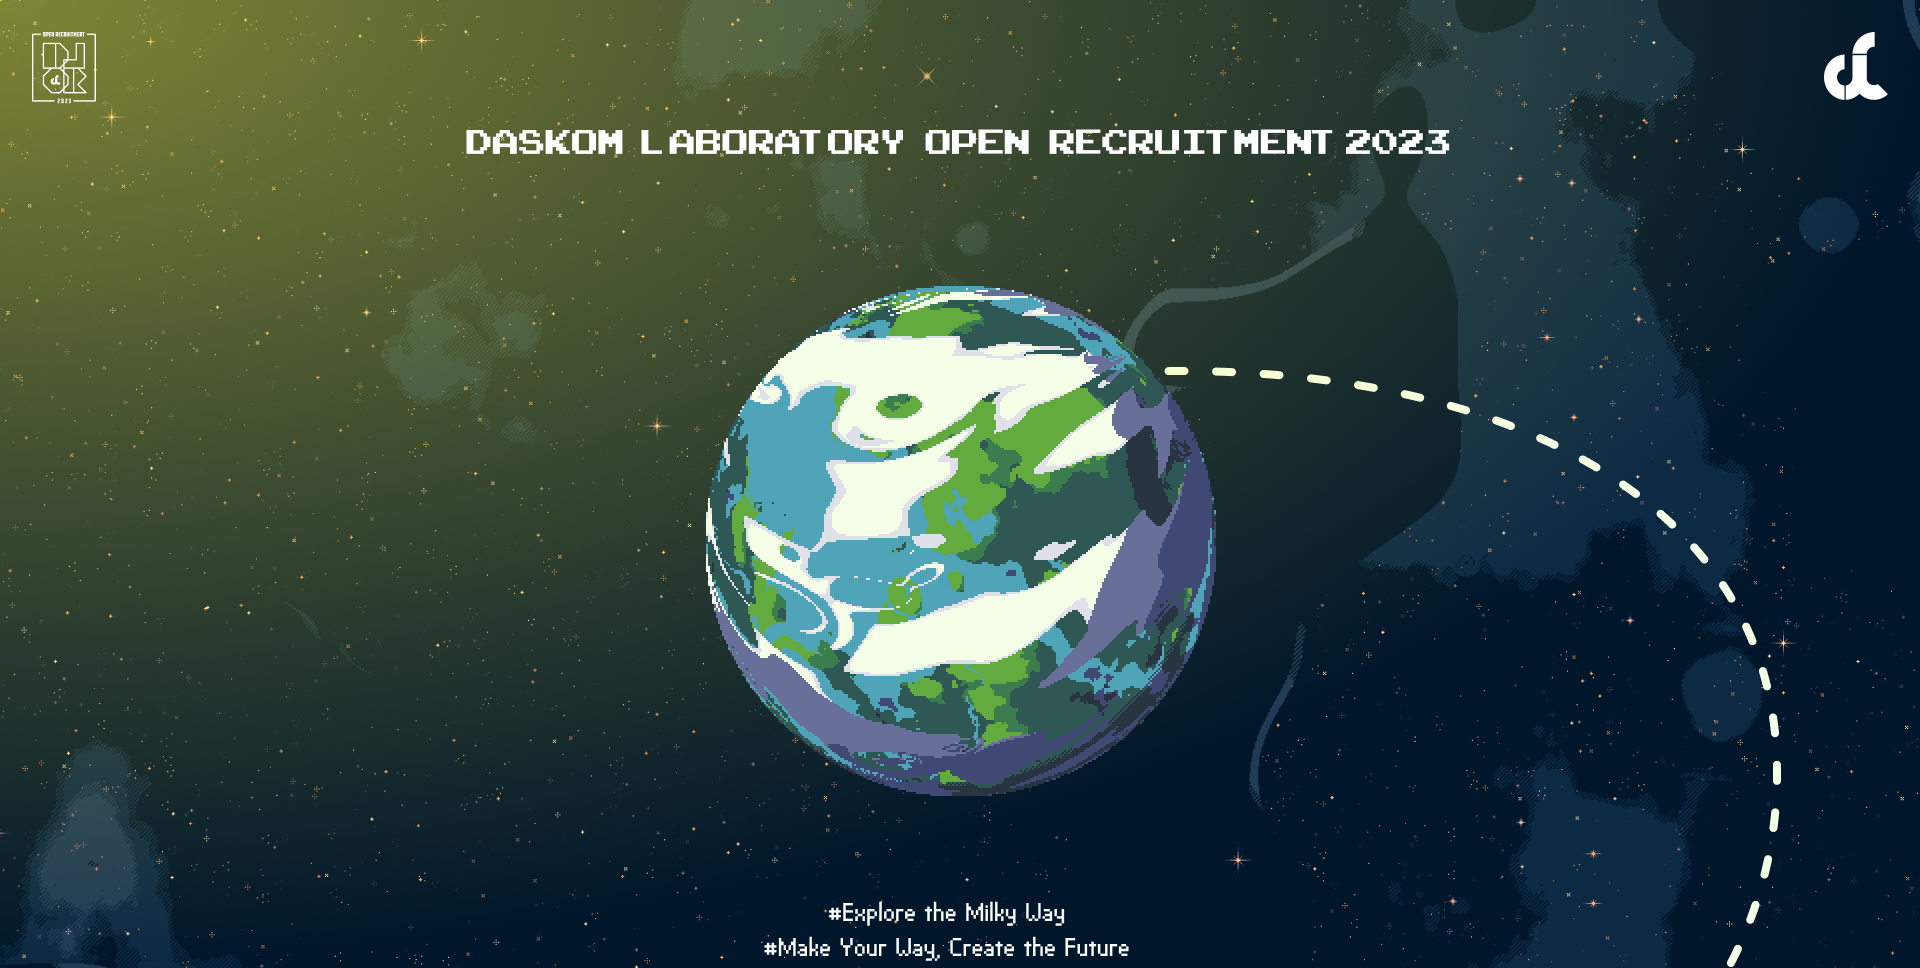 OPEN RECRUITMENT
2023
DASKOM LABORATORY OPEN RECRUITMENT 2023
#Explore the Milky Way
#Make Your Way, Create the Future